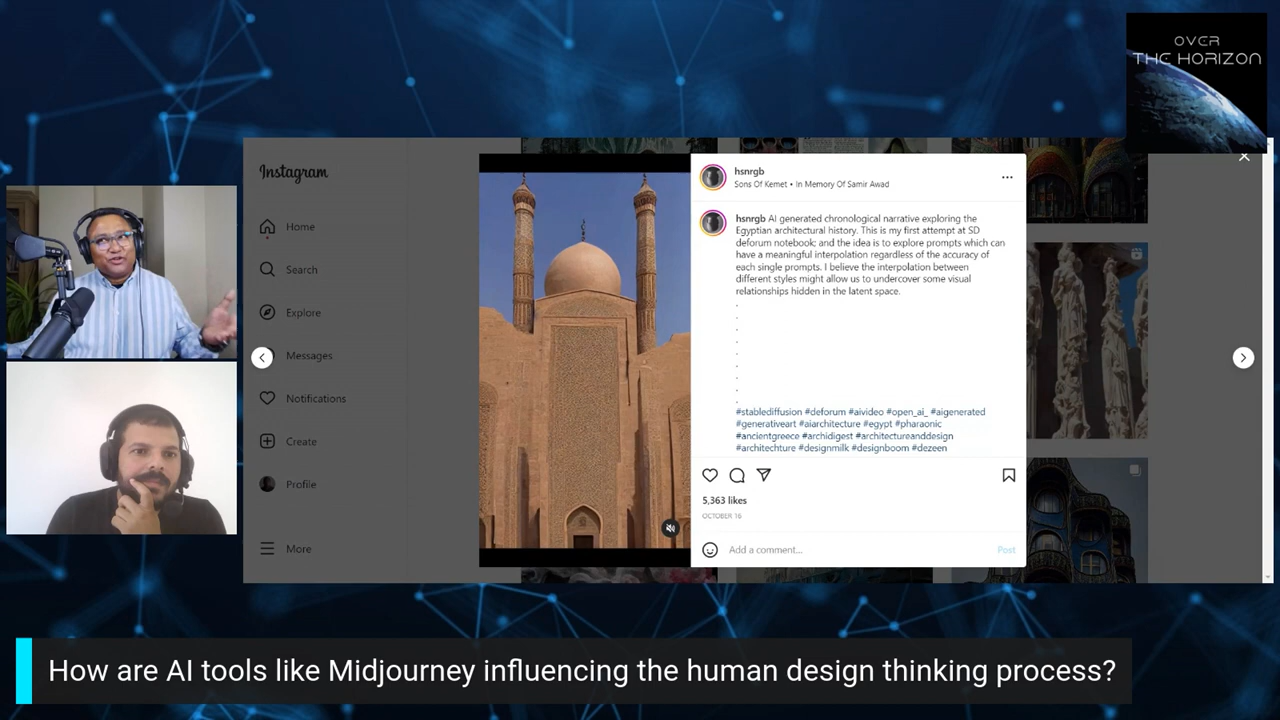 OVER
THE HORIZON
Instagram
Home
Search
Explore
Messages
Notifications
Create
Profile
More
hsnrgb
Sons Of Kemet • In Memory Of Samir Awad
hsnrgb AI generated chronological narrative exploring the
Egyptian architectural history. This is my first attempt at SD
deforum notebook; and the idea is to explore prompts which can
have a meaningful interpolation regardless of the accuracy of
each single prompts. I believe the interpolation between
different styles might allow us to undercover some visual
relationships hidden in the latent space.
.
.
.
.
.
.
.
.
.
#stablediffusion #deforum #aivideo #open_ai_ #aigenerated
#generativeart #aiarchitecture #egypt #pharaonic
#ancientgreece #archidigest #architectureanddesign
#architechture #designmilk #designboom #dezeen
5,363 likes
OCTOBER 16
Add a comment...
Post
How are AI tools like Midjourney influencing the human design thinking process?